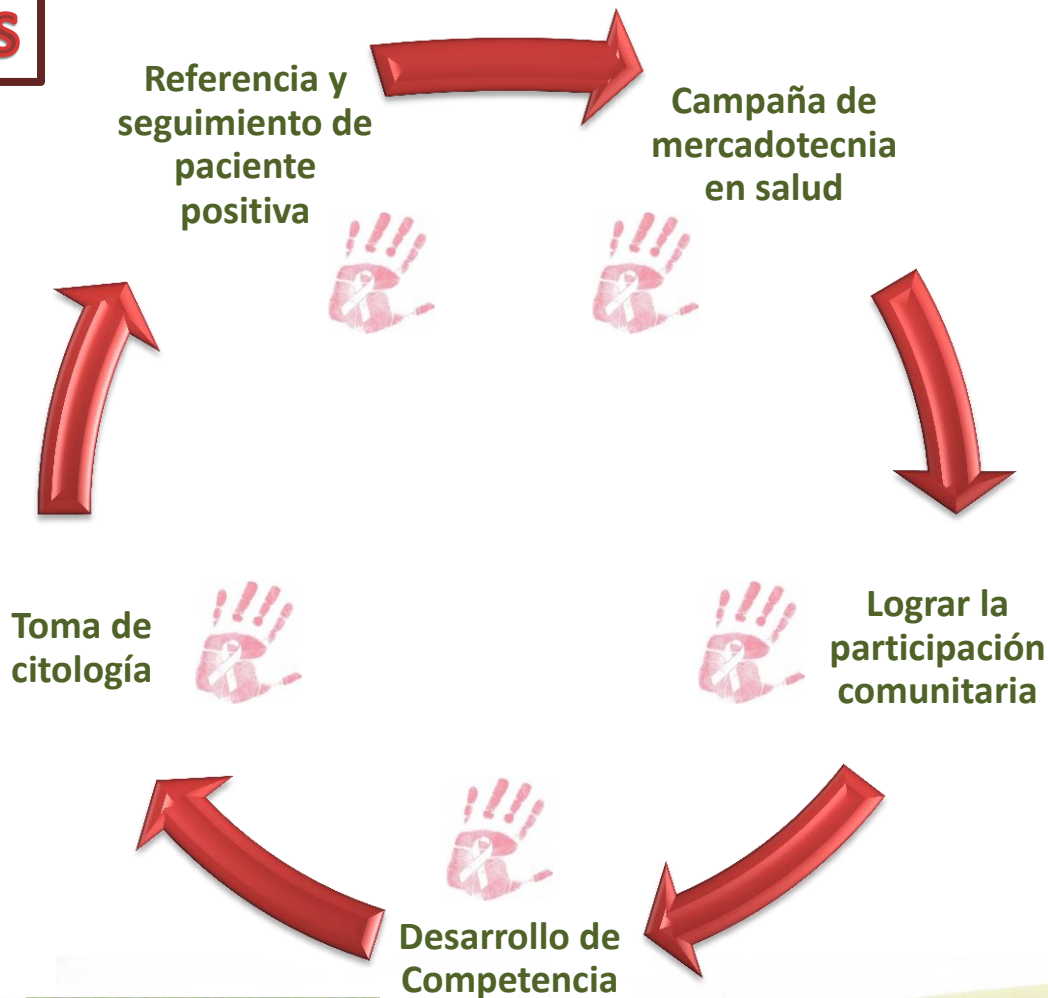 S
Referencia y
seguimiento de
paciente
positiva
Campaña de
mercadotecnia
en salud
Lograr la
participación
comunitaria
Desarrollo de
Competencia
Toma de
citología